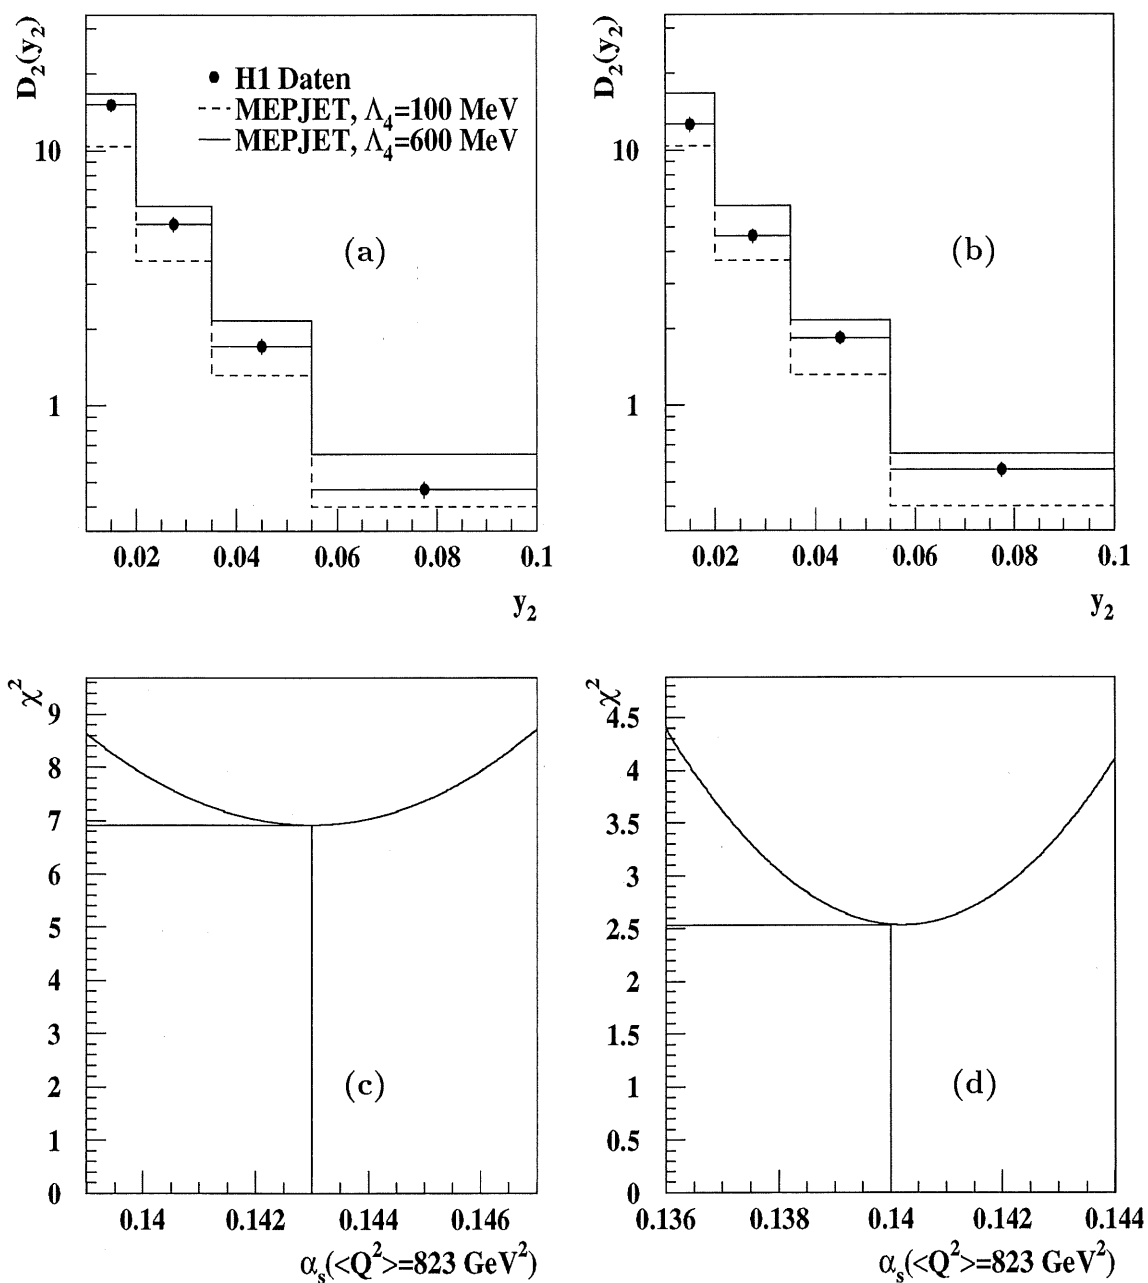 D₂(y₂)
10
1
H1 Daten
MEPJET, Λ₄=100 MeV
MEPJET, Λ₄=600 MeV
(a)
0.02 0.04 0.06 0.08 0.1
y₂
D₂(y₂)
10
1
(b)
0.02 0.04 0.06 0.08 0.1
y₂
χ²
9
8
7
6
5
4
3
2
1
0
(c)
0.14 0.142 0.144 0.146
α_s(<Q²>=823 GeV²)
χ²
4.5
4
3.5
3
2.5
2
1.5
1
0.5
0
(d)
0.136 0.138 0.14 0.142 0.144
α_s(<Q²>=823 GeV²)